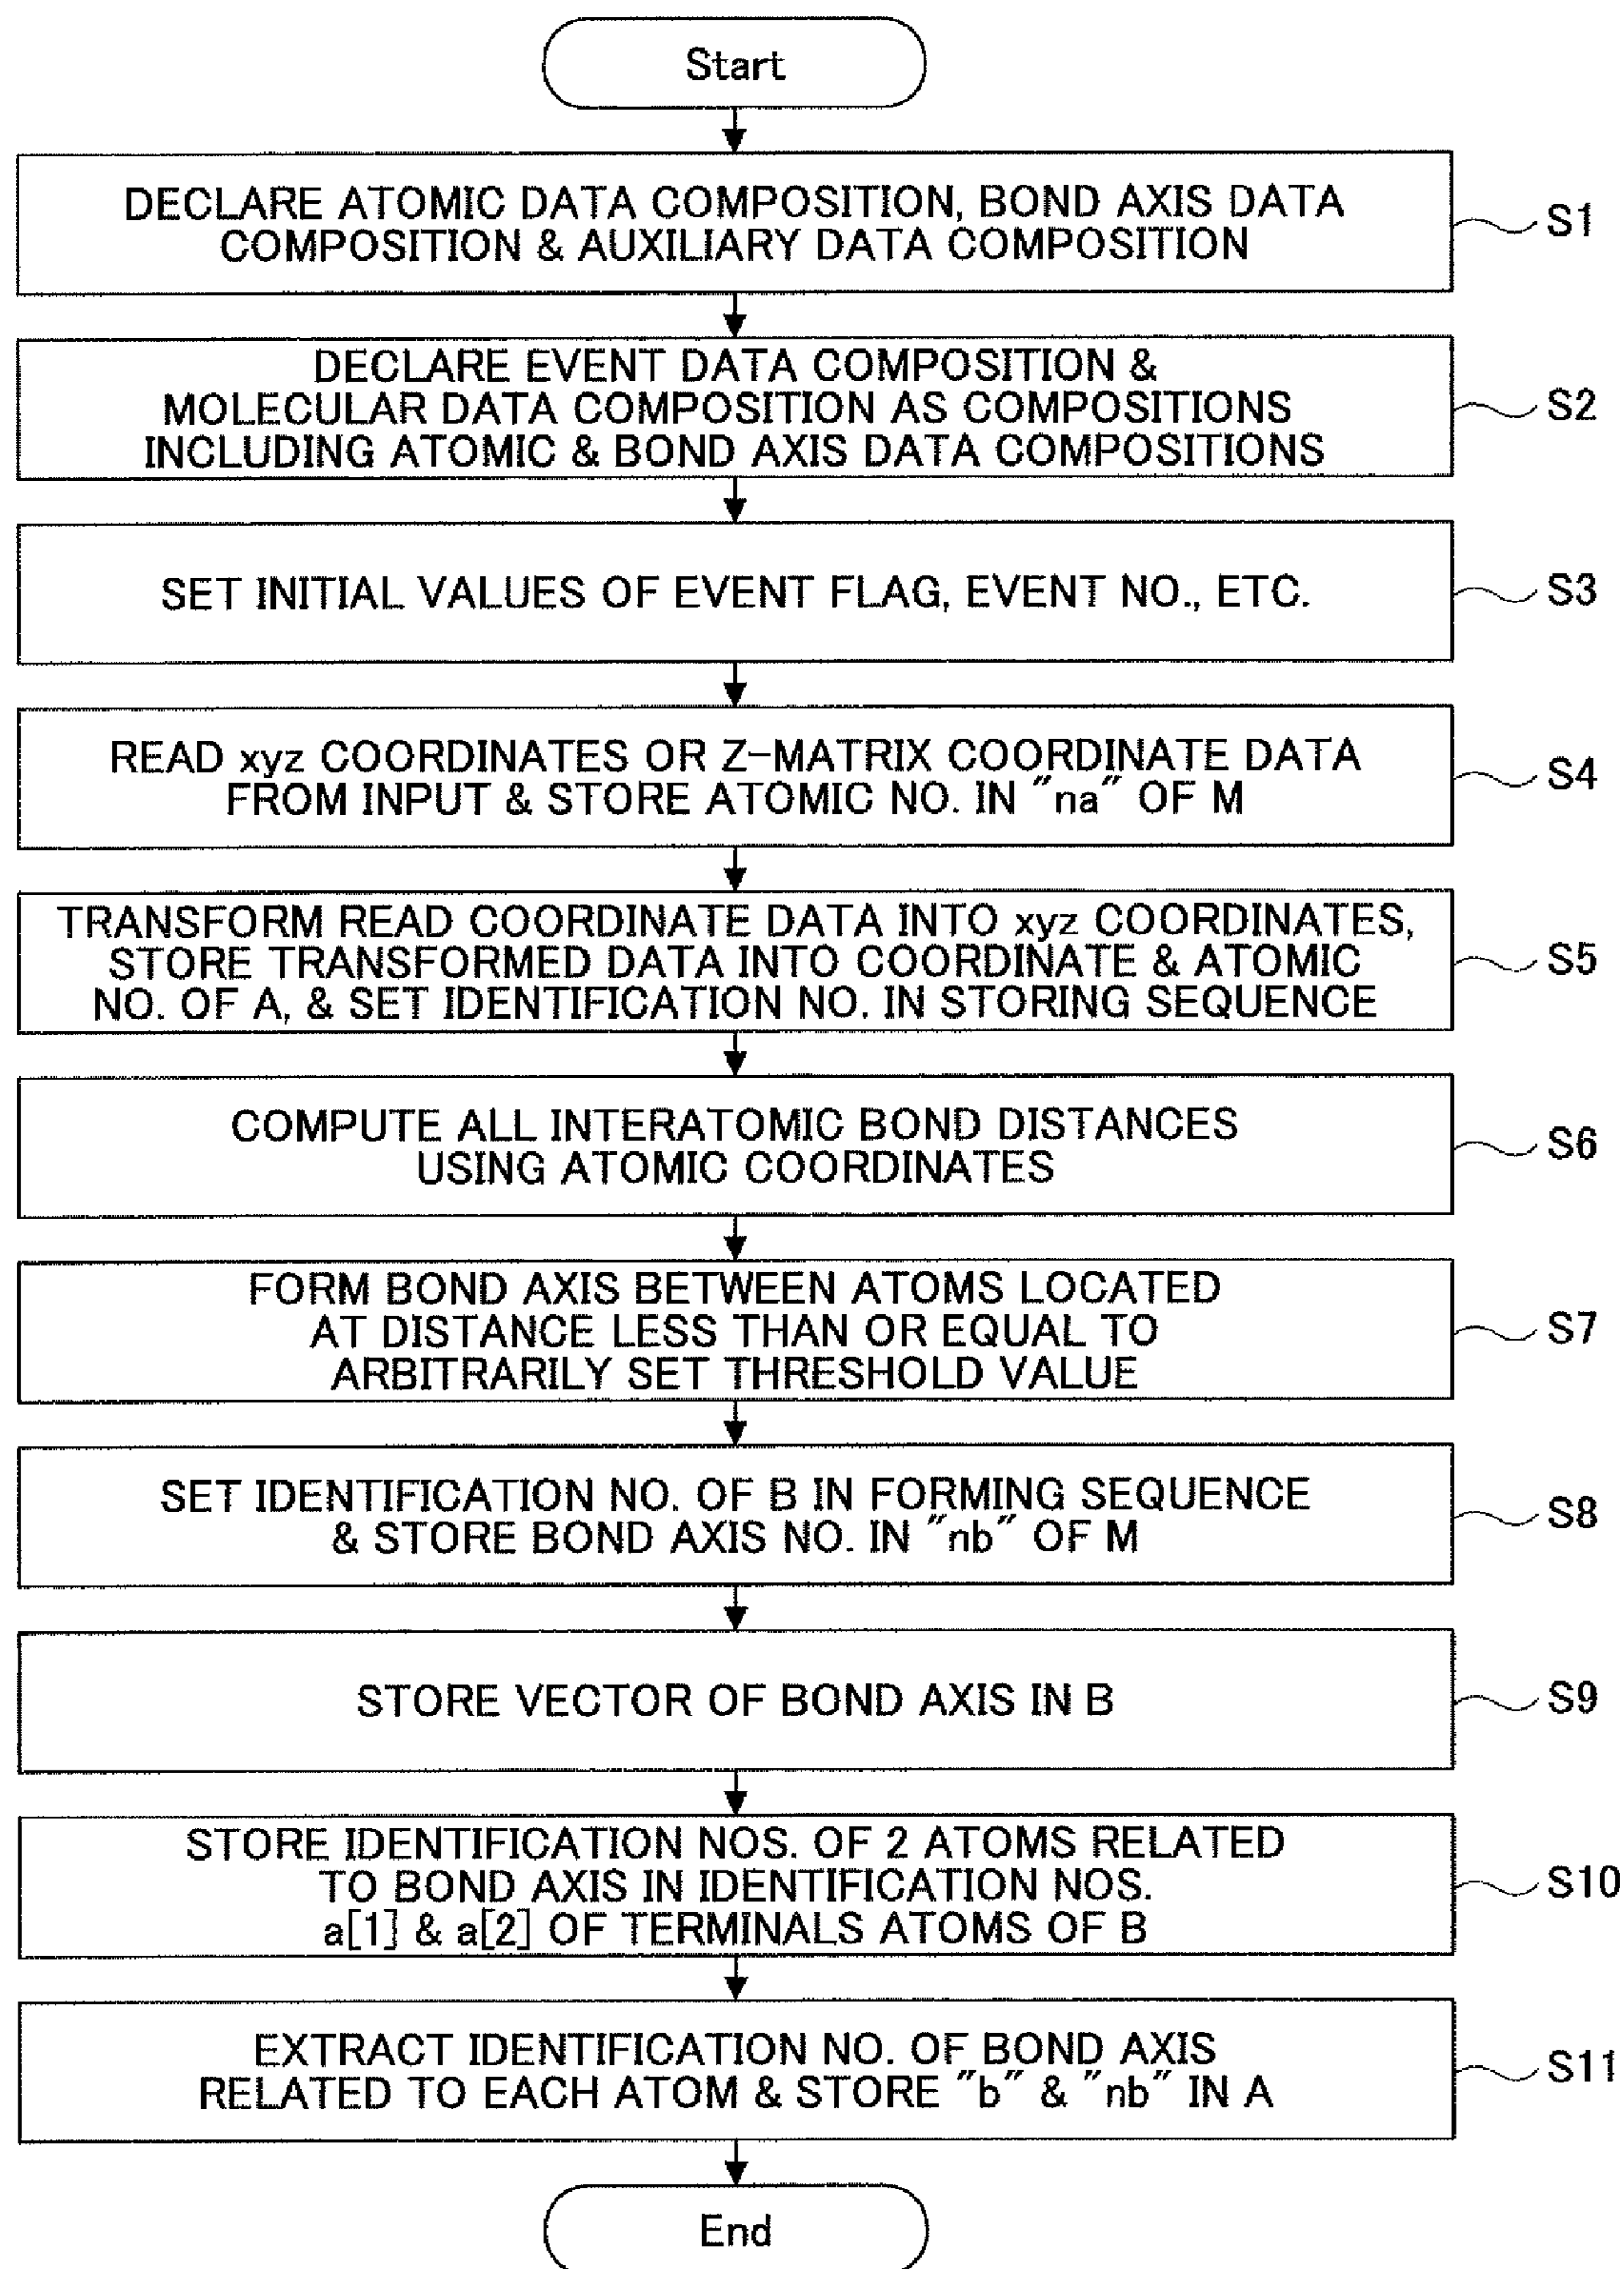 Start
DECLARE ATOMIC DATA COMPOSITION, BOND AXIS DATA
COMPOSITION & AUXILIARY DATA COMPOSITION
S1
DECLARE EVENT DATA COMPOSITION &
MOLECULAR DATA COMPOSITION AS COMPOSITIONS
INCLUDING ATOMIC & BOND AXIS DATA COMPOSITIONS
S2
SET INITIAL VALUES OF EVENT FLAG, EVENT NO., ETC.
S3
READ xyz COORDINATES OR Z-MATRIX COORDINATE DATA
FROM INPUT & STORE ATOMIC NO. IN "na" OF M
S4
TRANSFORM READ COORDINATE DATA INTO xyz COORDINATES,
STORE TRANSFORMED DATA INTO COORDINATE & ATOMIC
NO. OF A, & SET IDENTIFICATION NO. IN STORING SEQUENCE
S5
COMPUTE ALL INTERATOMIC BOND DISTANCES
USING ATOMIC COORDINATES
S6
FORM BOND AXIS BETWEEN ATOMS LOCATED
AT DISTANCE LESS THAN OR EQUAL TO
ARBITRARILY SET THRESHOLD VALUE
S7
SET IDENTIFICATION NO. OF B IN FORMING SEQUENCE
& STORE BOND AXIS NO. IN "nb" OF M
S8
STORE VECTOR OF BOND AXIS IN B
S9
STORE IDENTIFICATION NOS. OF 2 ATOMS RELATED
TO BOND AXIS IN IDENTIFICATION NOS.
a[1] & a[2] OF TERMINALS ATOMS OF B
S10
EXTRACT IDENTIFICATION NO. OF BOND AXIS
RELATED TO EACH ATOM & STORE "b" & "nb" IN A
S11
End